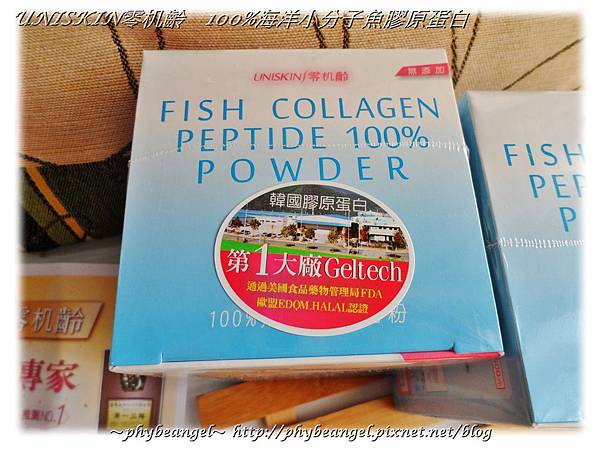 UNISKIN零机齡 100%海洋小分子魚膠原蛋白
UNISKIN/零机齡
無添加
FISH COLLAGEN
PEPTIDE 100%
POWDER
韓國膠原蛋白
第1大廠Geltech
通過美國食品藥物管理局FDA
歐盟EDQM.HALAL認證
100%
粉
FISH
PEP
P
零机齡
專家
NO.1
~phybeangel~ http://phybeangel.pixnet.net/blog